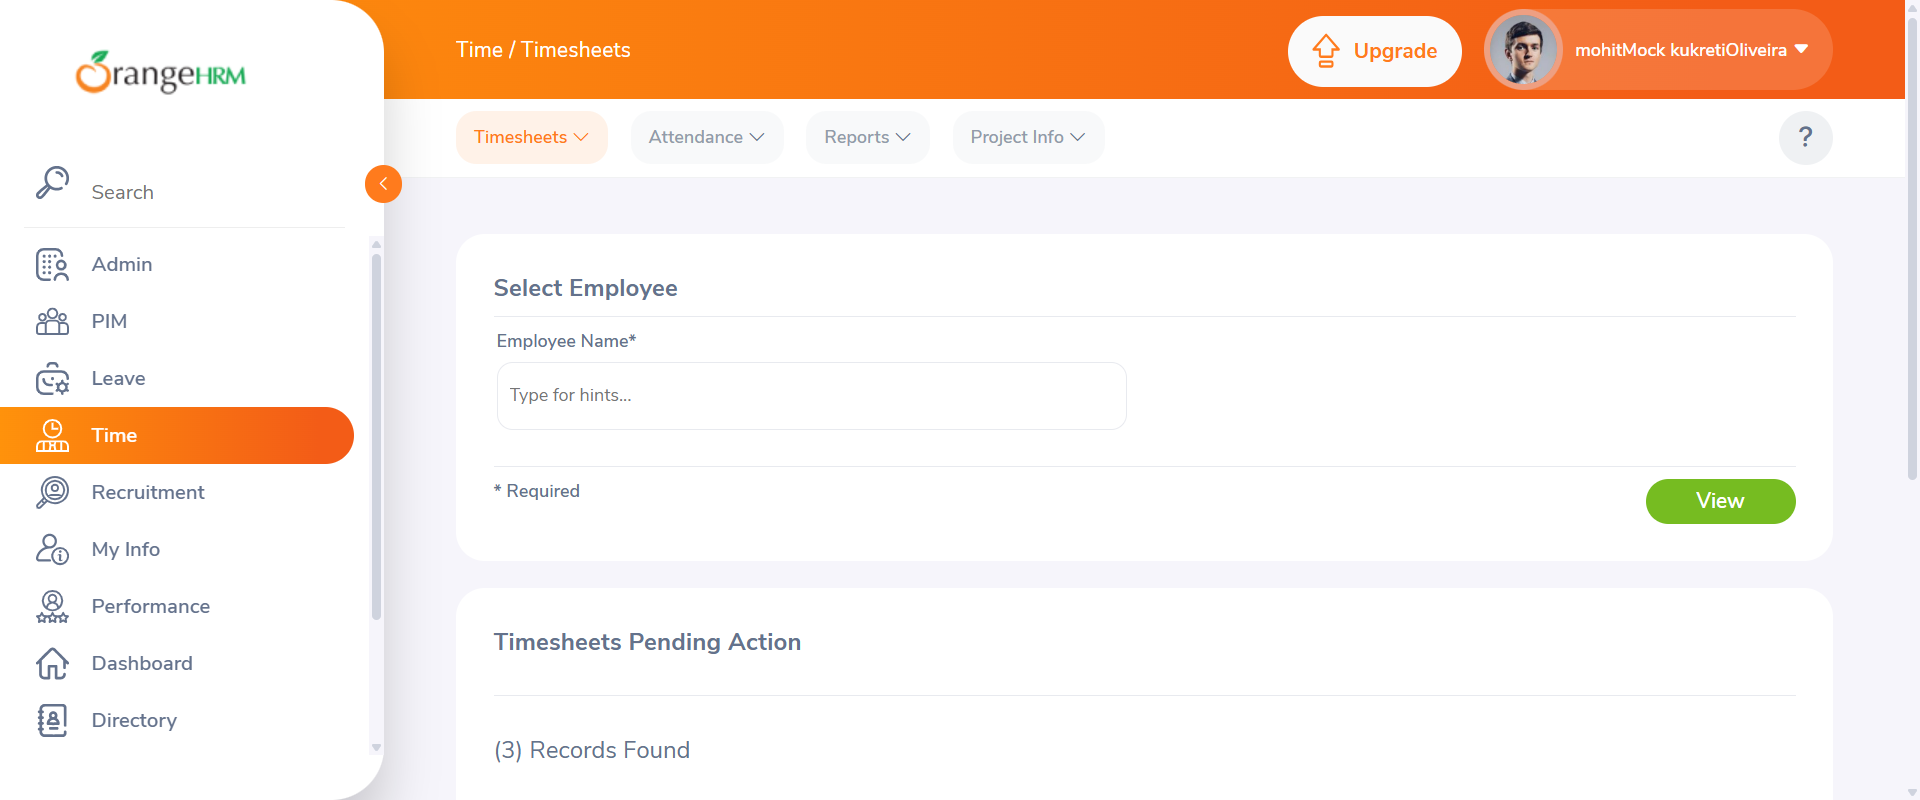 OrangeHRM
Time / Timesheets
Upgrade
mohitMock kukretiOliveira
Search
Timesheets
Attendance
Reports
Project Info
?
Admin
PIM
Leave
Time
Recruitment
My Info
Performance
Dashboard
Directory
Select Employee
Employee Name*
Type for hints...
* Required
View
Timesheets Pending Action
(3) Records Found